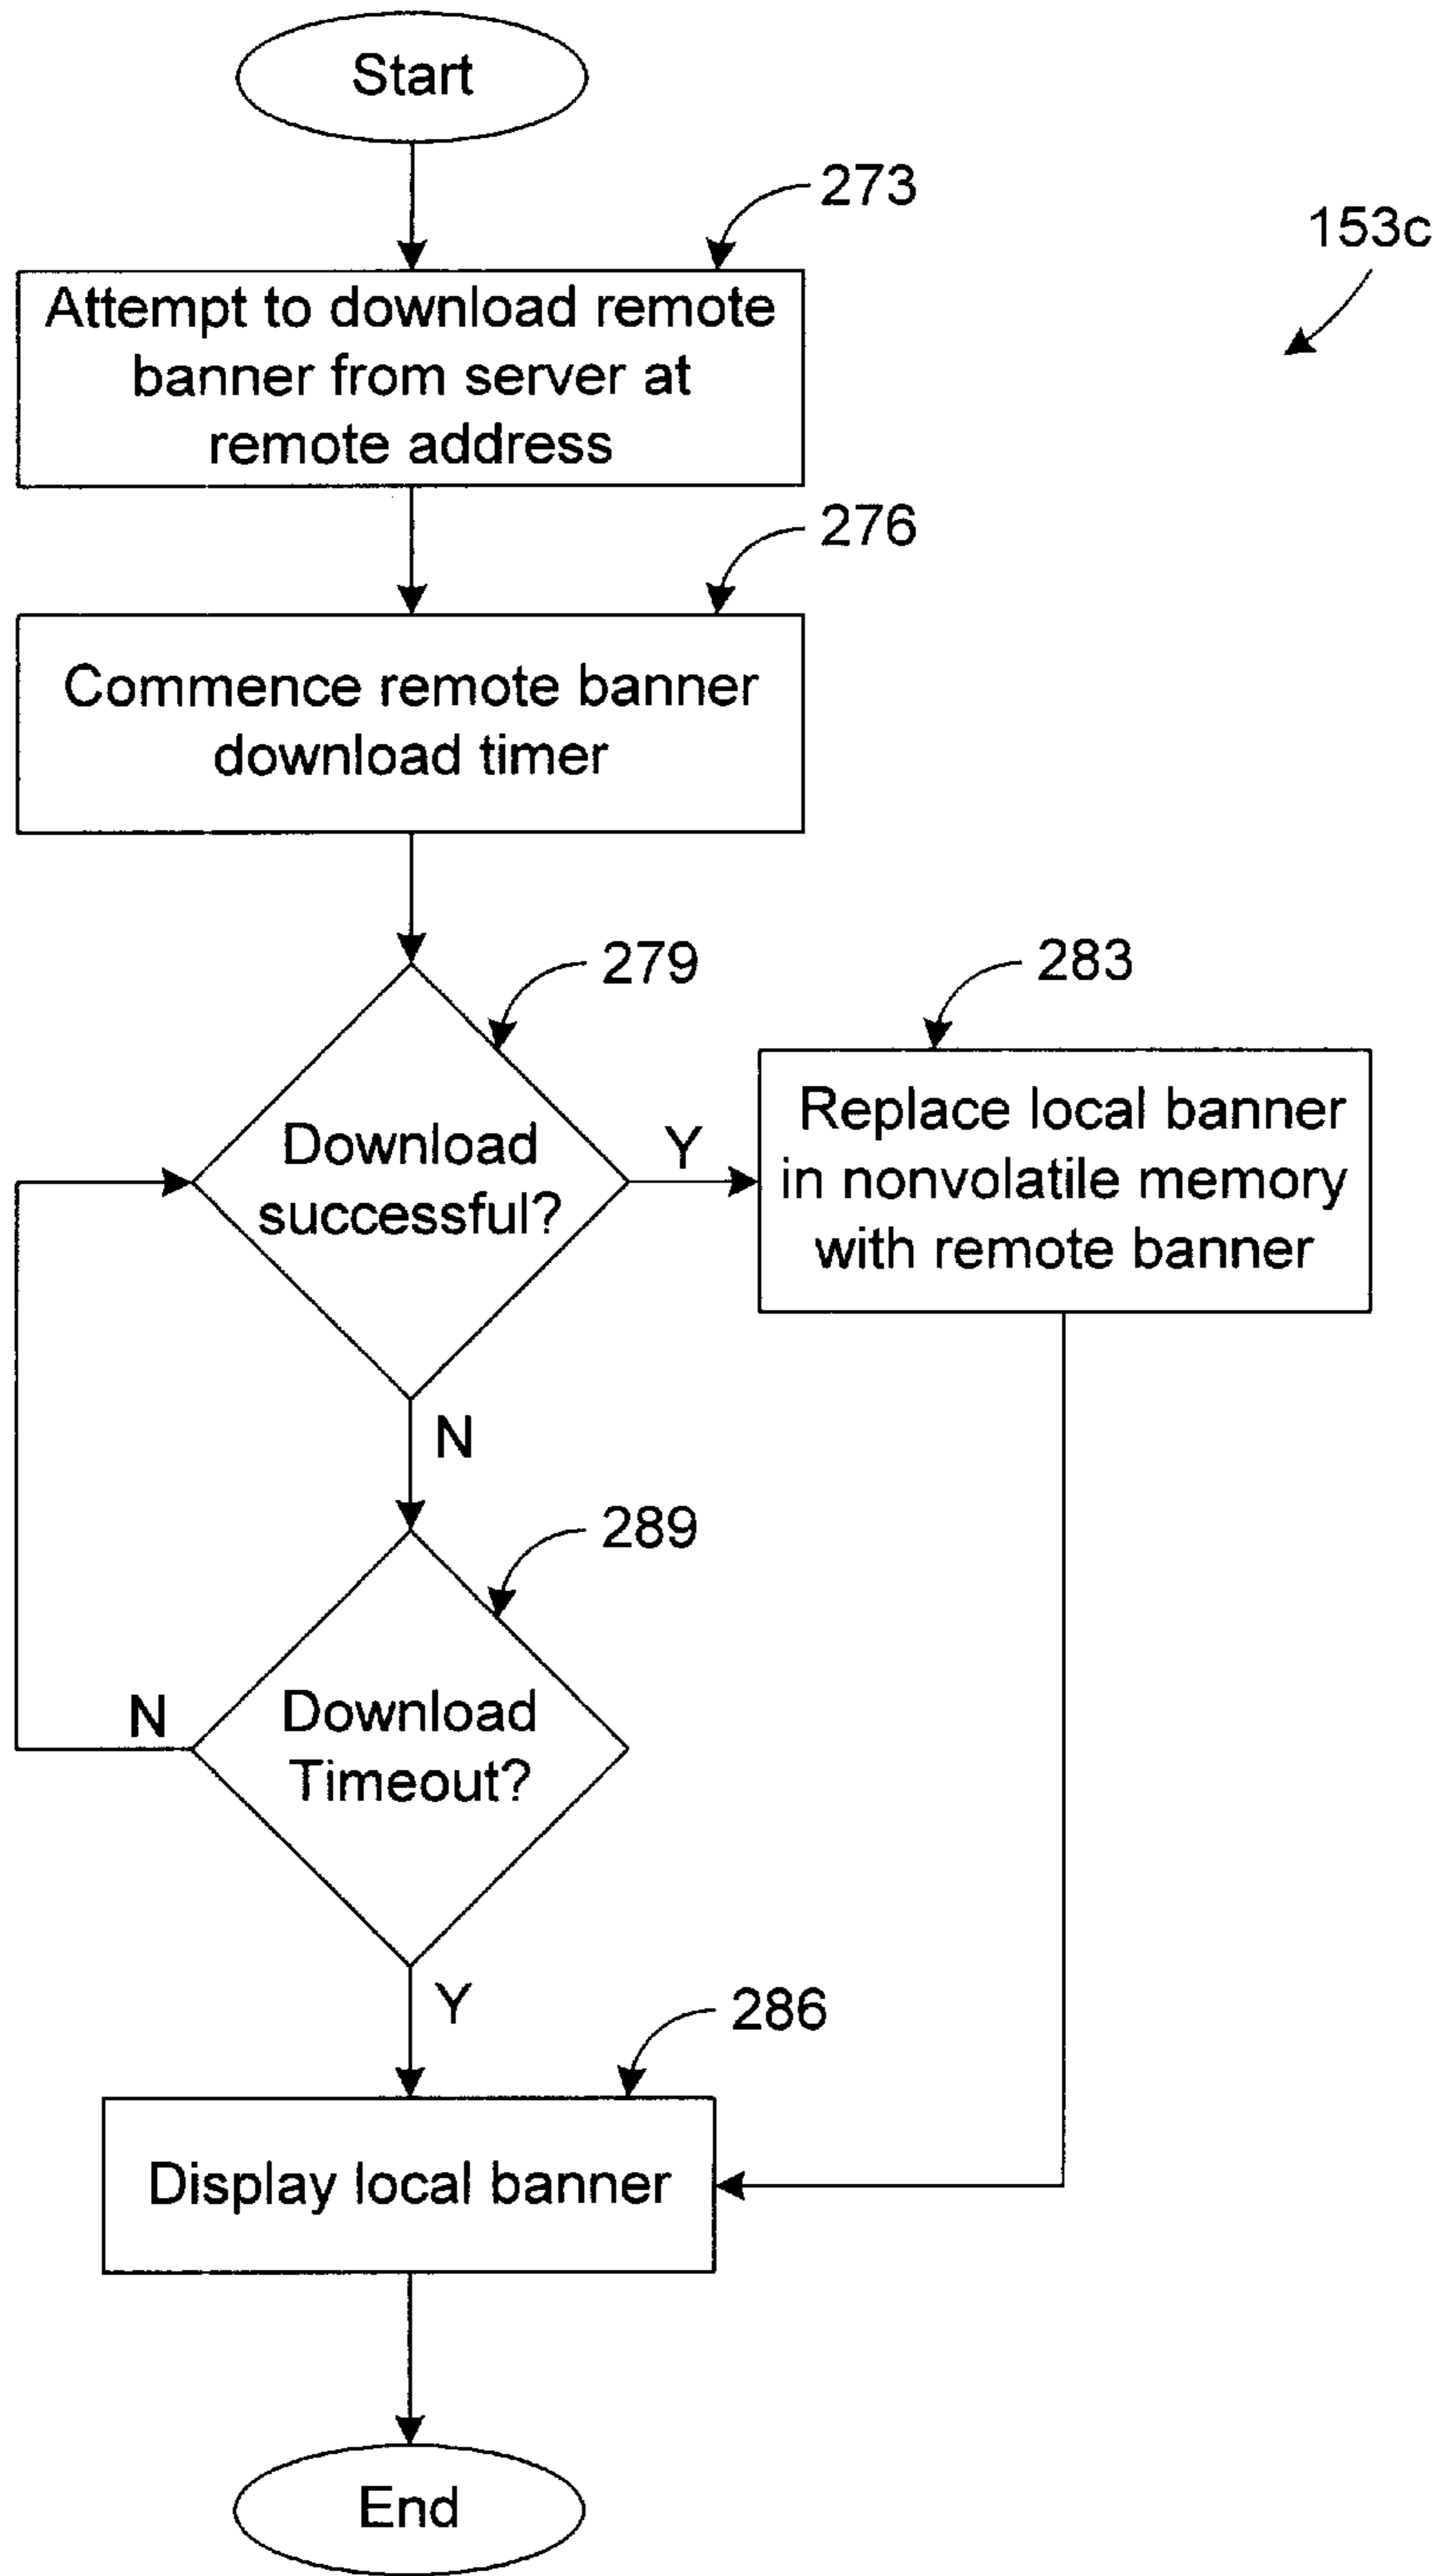 Start
273
153c
Attempt to download remote
banner from server at
remote address
276
Commence remote banner
download timer
279
283
Download
successful?
Y
Replace local banner
in nonvolatile memory
with remote banner
N
289
Download
Timeout?
N
Y
286
Display local banner
End